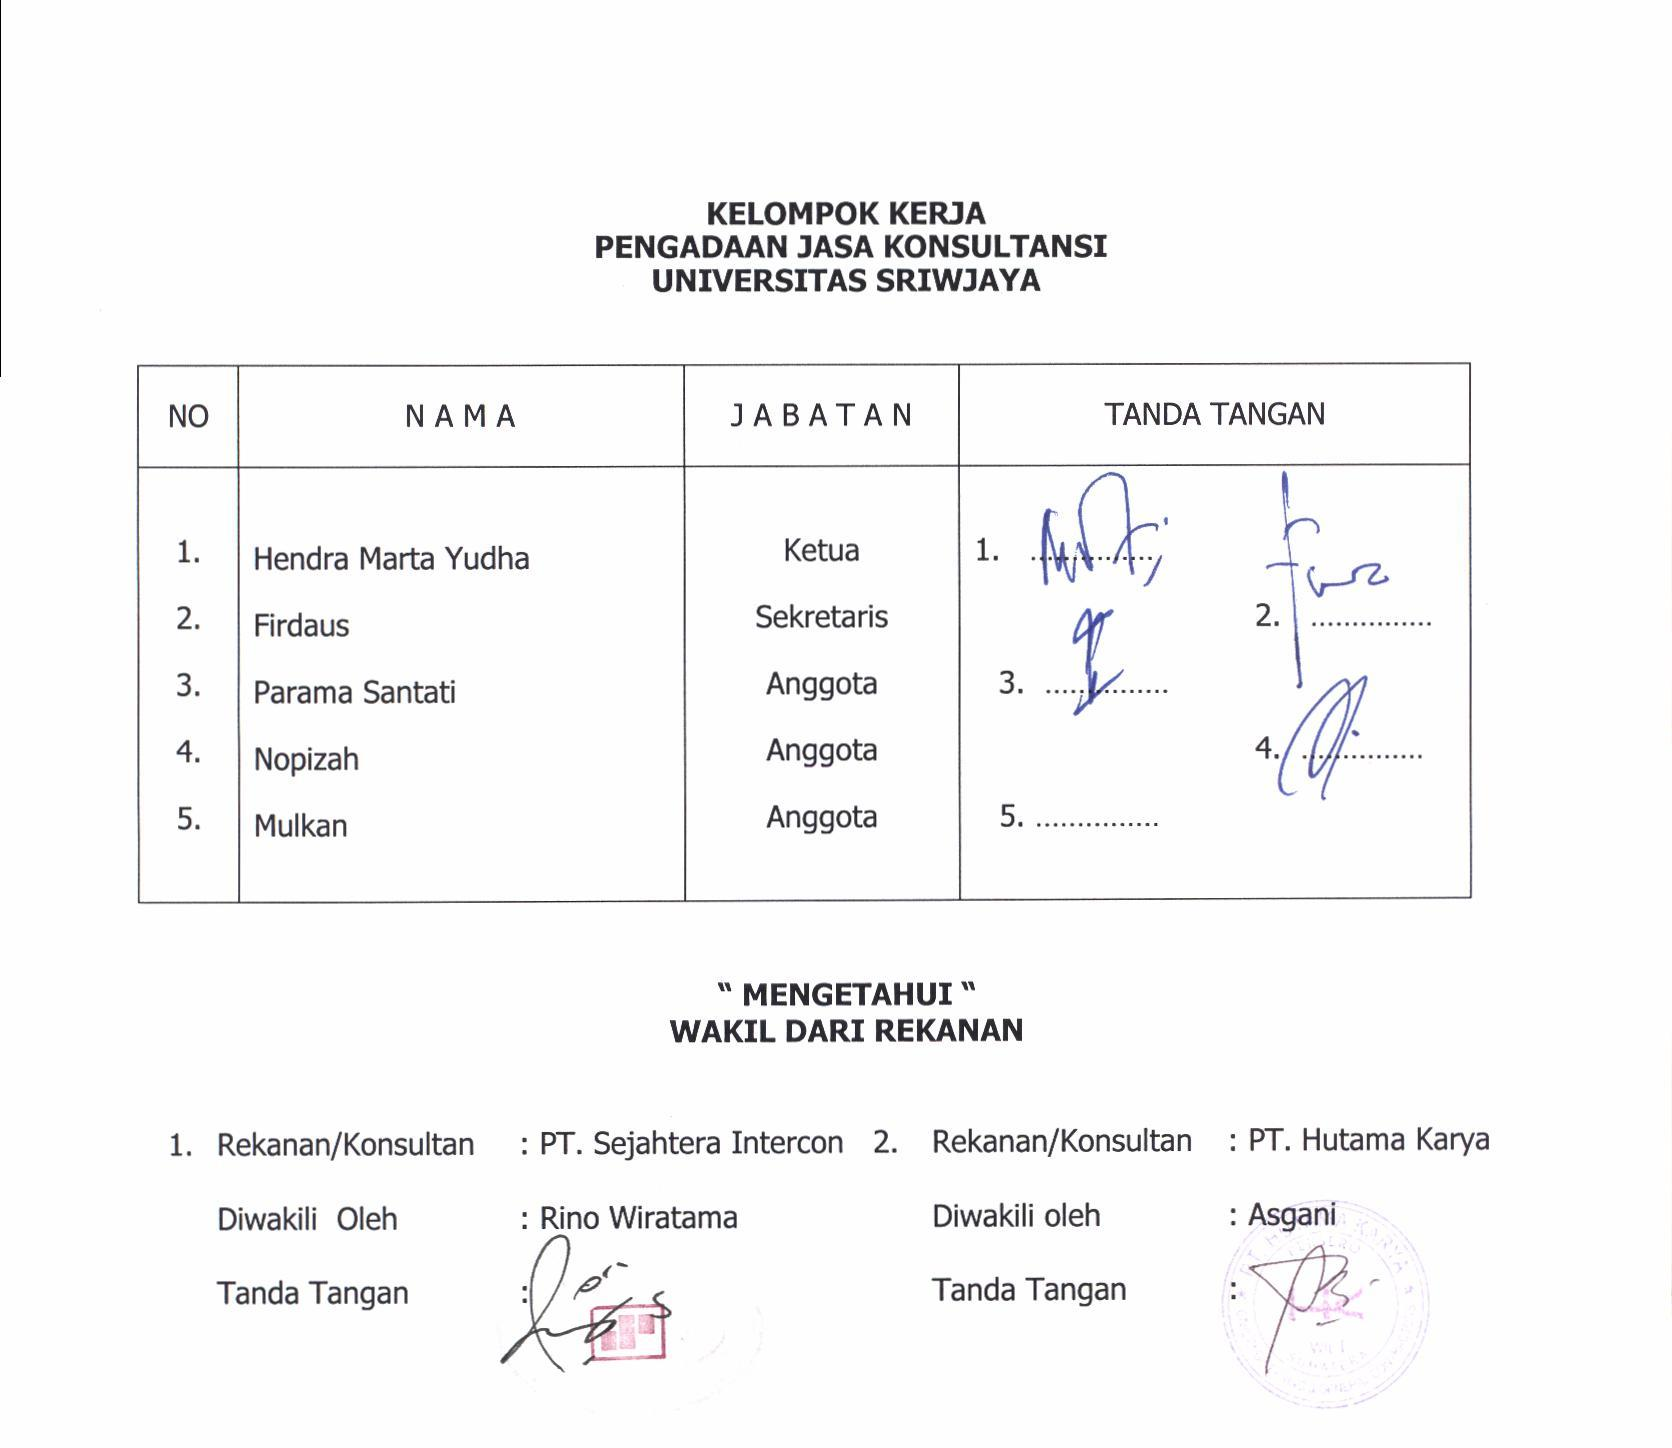 KELOMPOK KERJA
PENGADAAN JASA KONSULTANSI
UNIVERSITAS SRIWJAYA
NO N A M A J A B A T A N TANDA TANGAN
1. Hendra Marta Yudha Ketua 1. ...............
2. Firdaus Sekretaris 2. ...............
3. Parama Santati Anggota 3. ...............
4. Nopizah Anggota 4. ...............
5. Mulkan Anggota 5. ...............
“ MENGETAHUI “
WAKIL DARI REKANAN
1. Rekanan/Konsultan : PT. Sejahtera Intercon 2. Rekanan/Konsultan : PT. Hutama Karya
Diwakili Oleh : Rino Wiratama Diwakili oleh : Asgani
Tanda Tangan : Tanda Tangan :